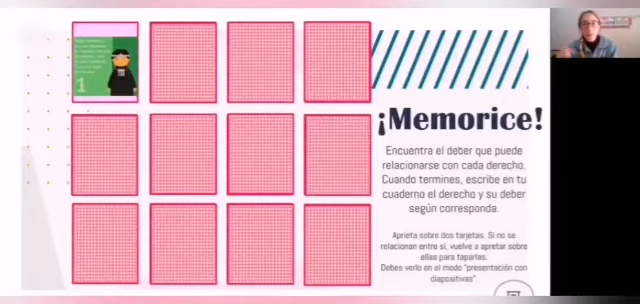 1
¡Memorice!
Encuentra el deber que puede
relacionarse con cada derecho.
Cuando termines, escribe en tu
cuaderno el derecho y su deber
según corresponda.
Aprieta sobre dos tarjetas. Si no se
relacionan entre sí, vuelve a apretar sobre
ellas para taparlas.
Debes verlo en el modo "presentación con
diapositivas"